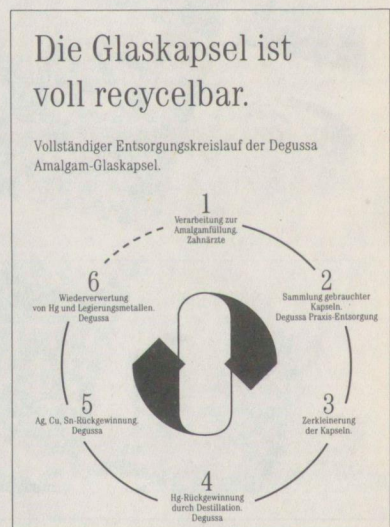 Die Glaskapsel ist
voll recycelbar.
Vollständiger Entsorgungskreislauf der Degussa
Amalgam-Glaskapsel.
1
Verarbeitung zur
Amalgamfüllung.
Zahnärzte
2
Sammlung gebrauchter
Kapseln.
Degussa Praxis-Entsorgung
3
Zerkleinerung
der Kapseln.
4
Hg-Rückgewinnung
durch Destillation.
Degussa
5
Ag, Cu, Sn-Rückgewinnung.
Degussa
6
Wiederverwertung
von Hg und Legierungsmetallen.
Degussa